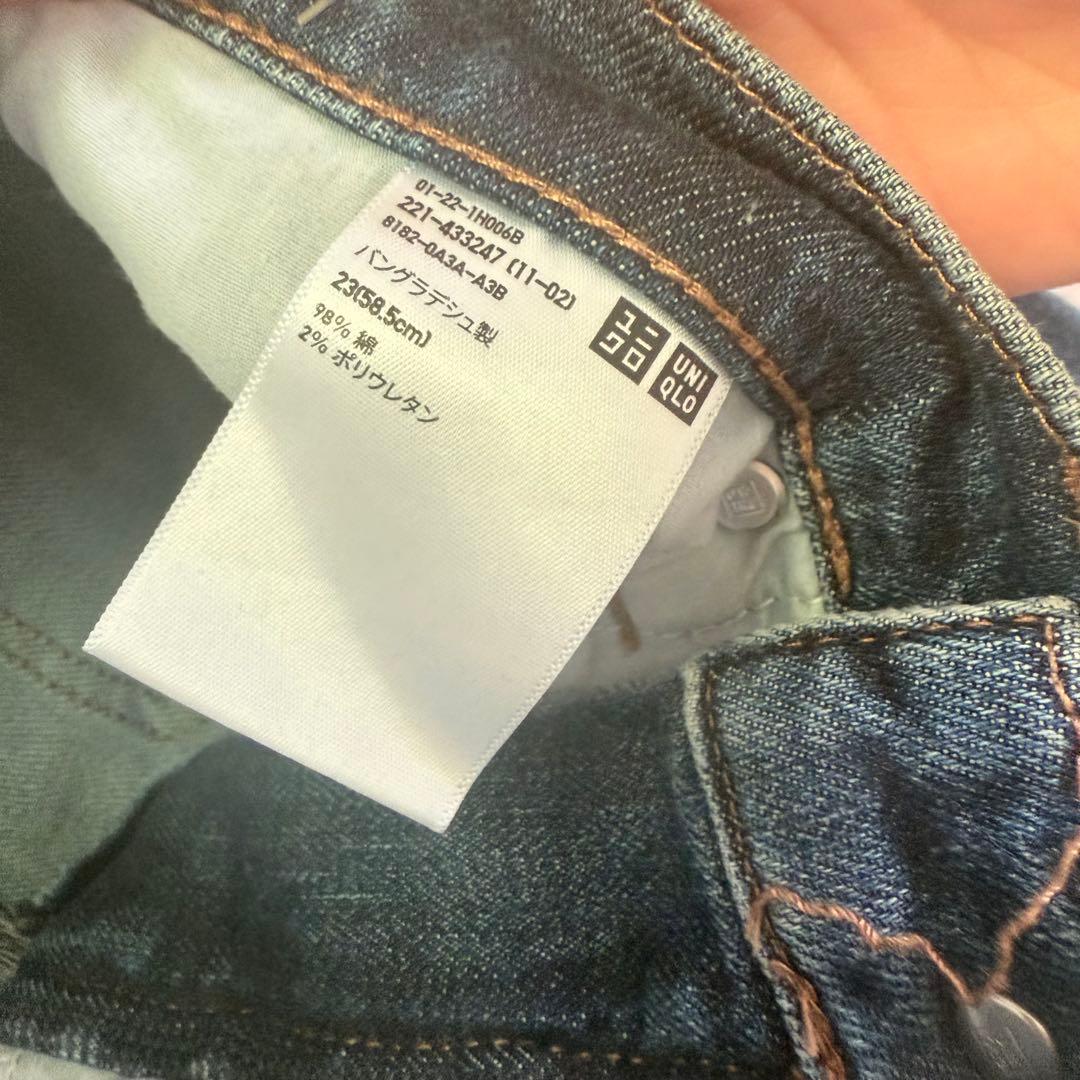 01-22-1H006B
221-433247 (11-02)
8182-0A3A-A3B
バングラデシュ製
23(58.5cm)
98% 綿
2% ポリウレタン
ユニ
クロ
UNI
QLO